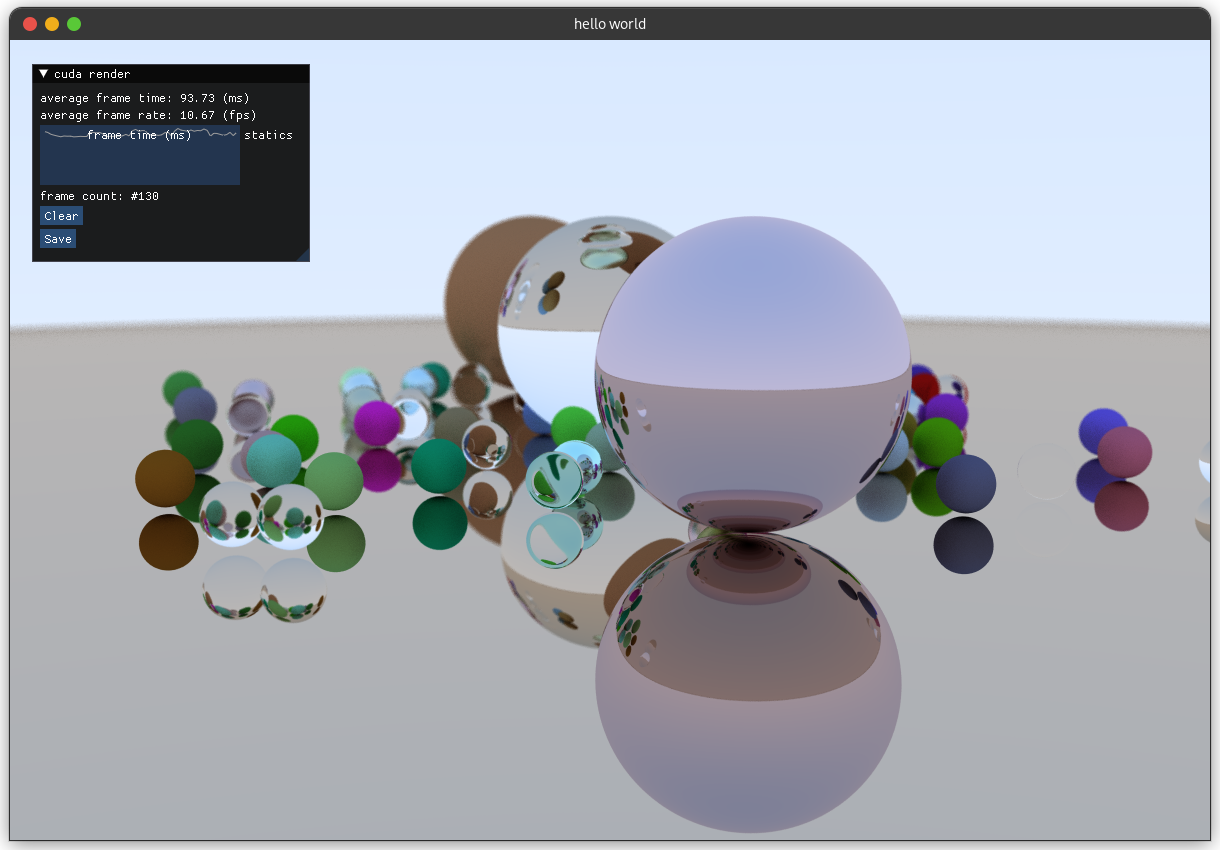 hello world
cuda render
average frame time: 93.73 (ms)
average frame rate: 10.67 (fps)
frame time (ms) statics
frame count: #130
Clear
Save